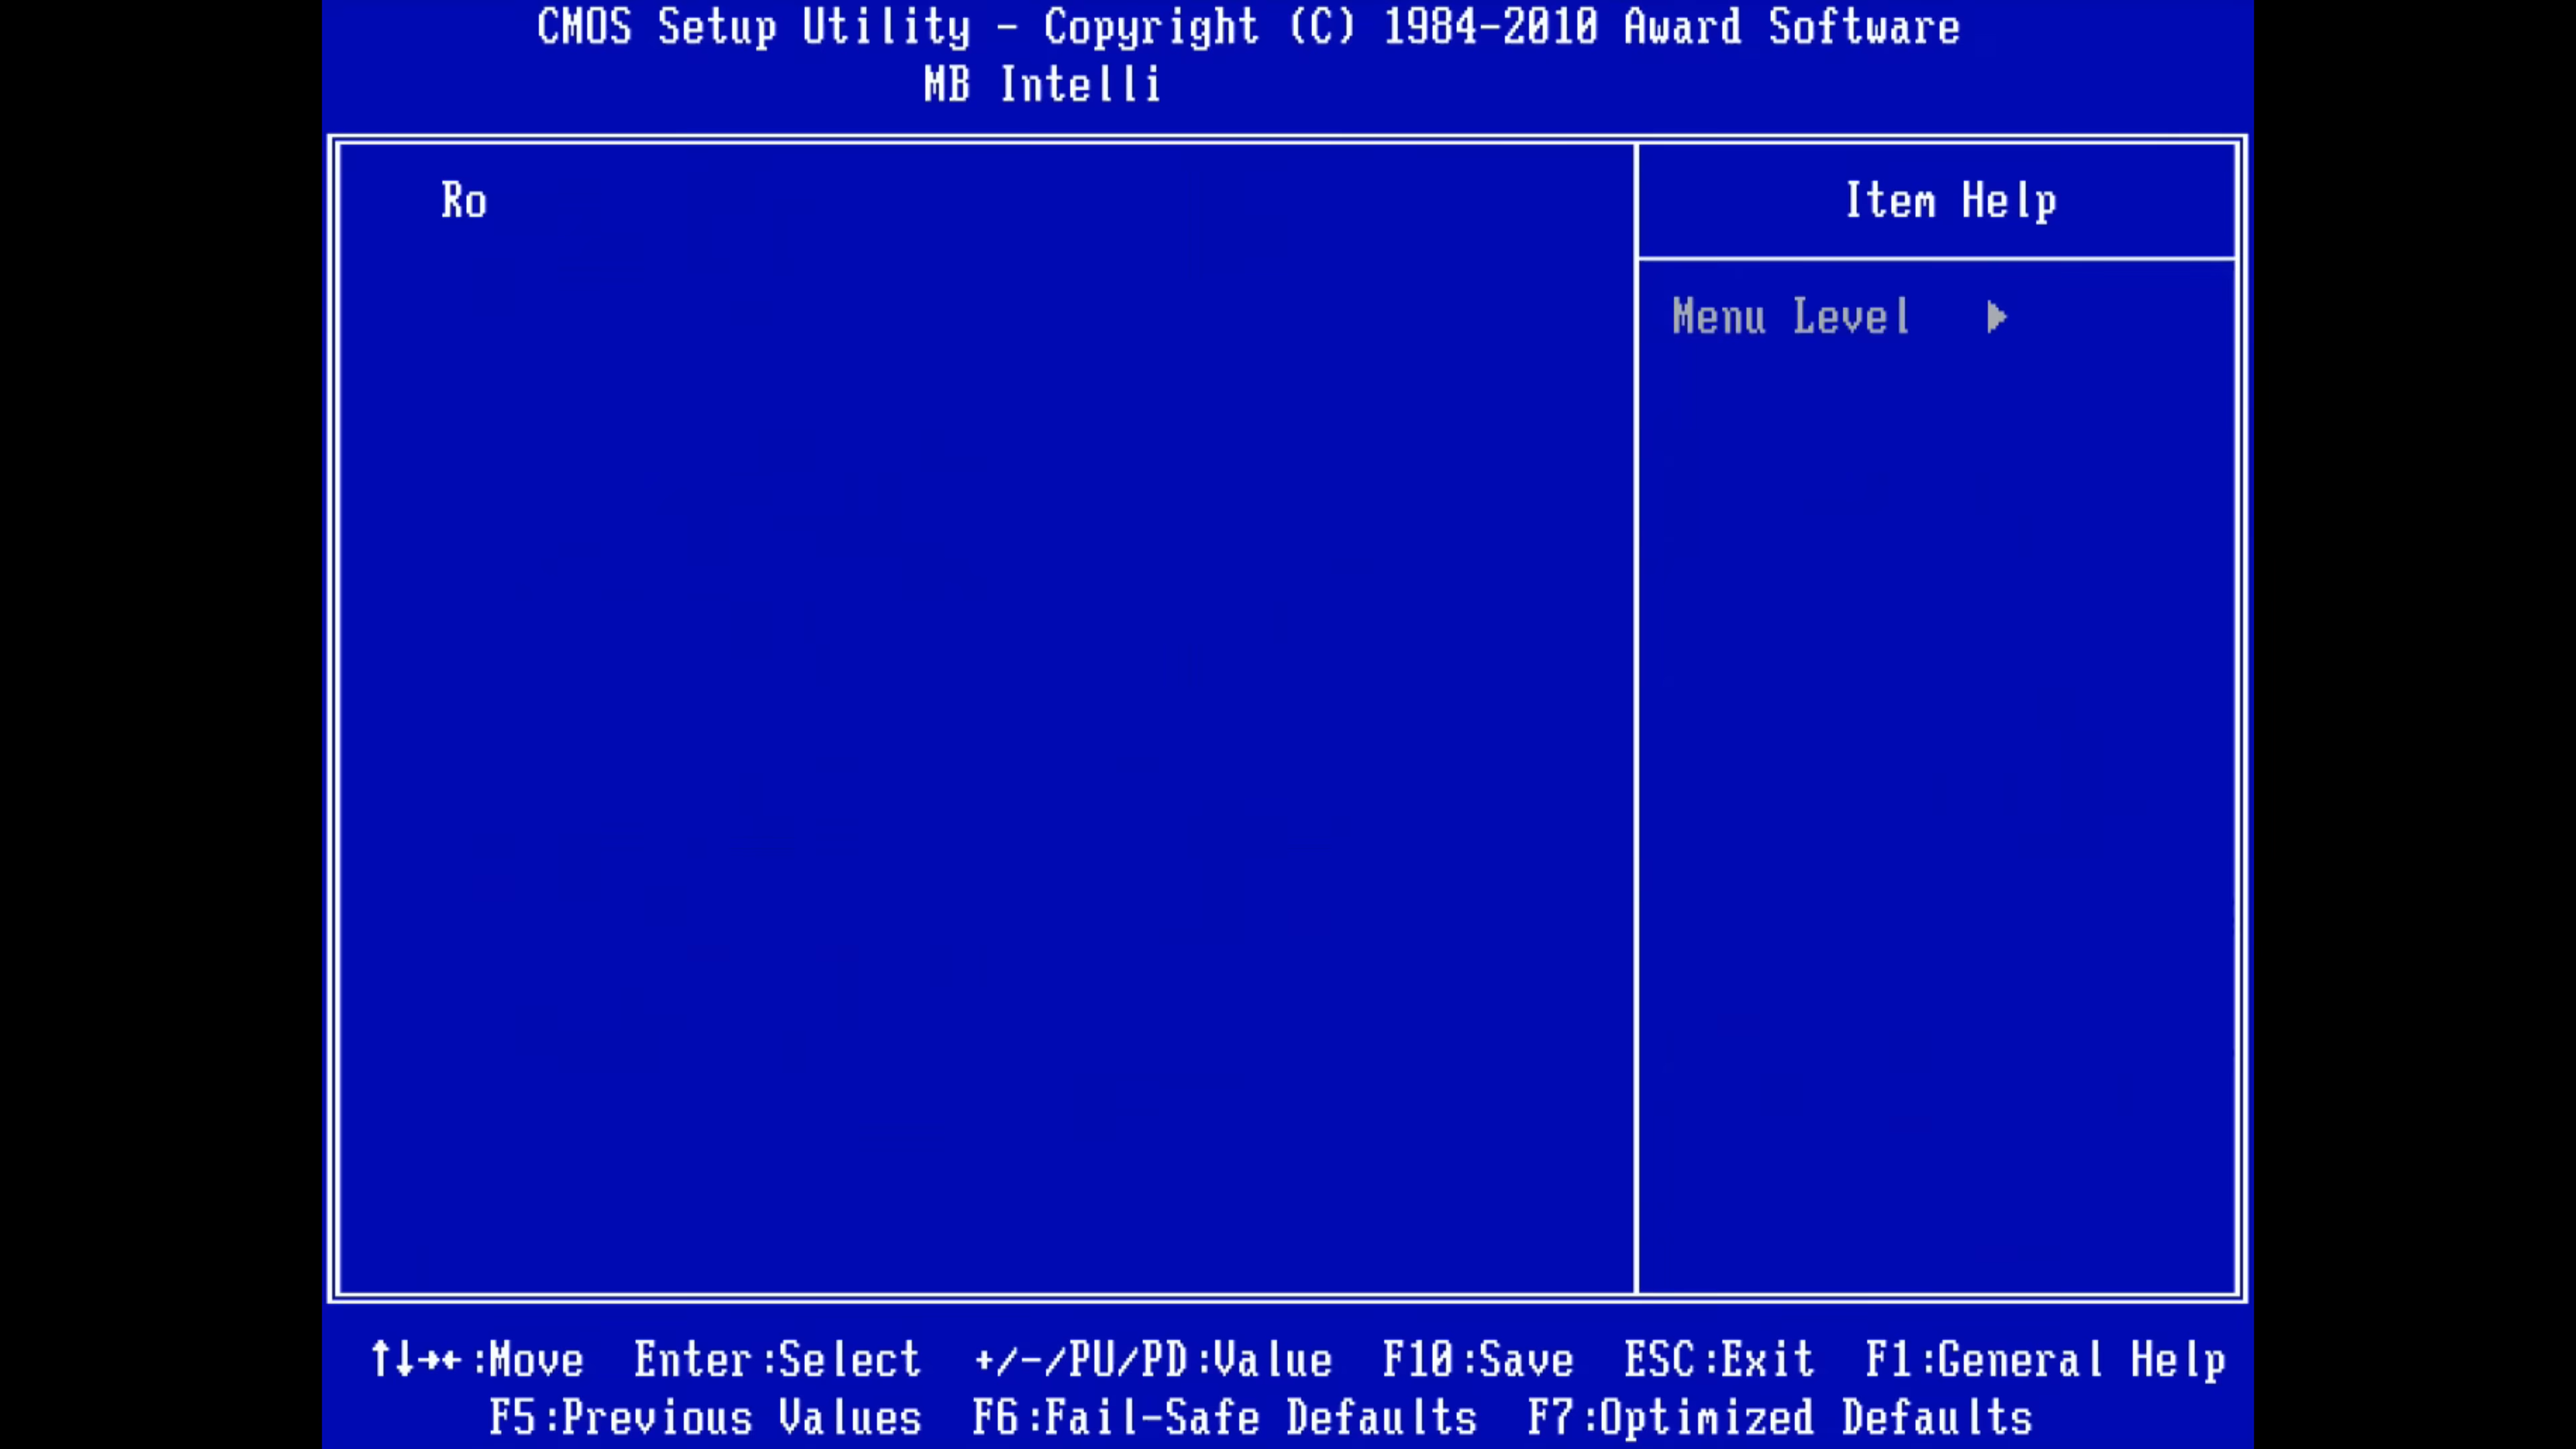 CMOS Setup Utility - Copyright (C) 1984-2010 Award Software
MB Intelli
Ro
Item Help
Menu Level ►
↑↓→←:Move Enter:Select +/-/PU/PD:Value F10:Save ESC:Exit F1:General Help
F5:Previous Values F6:Fail-Safe Defaults F7:Optimized Defaults